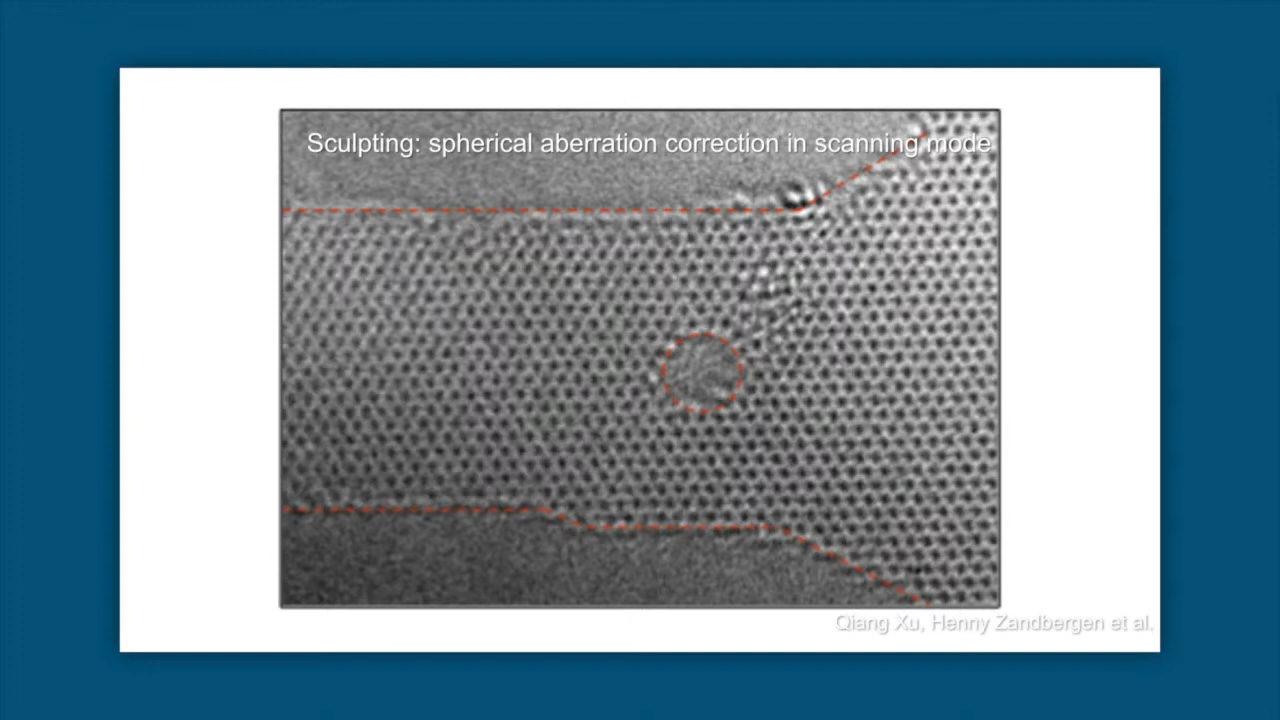 Sculpting: spherical aberration correction in scanning mode
Qiang Xu, Henny Zandbergen et al.